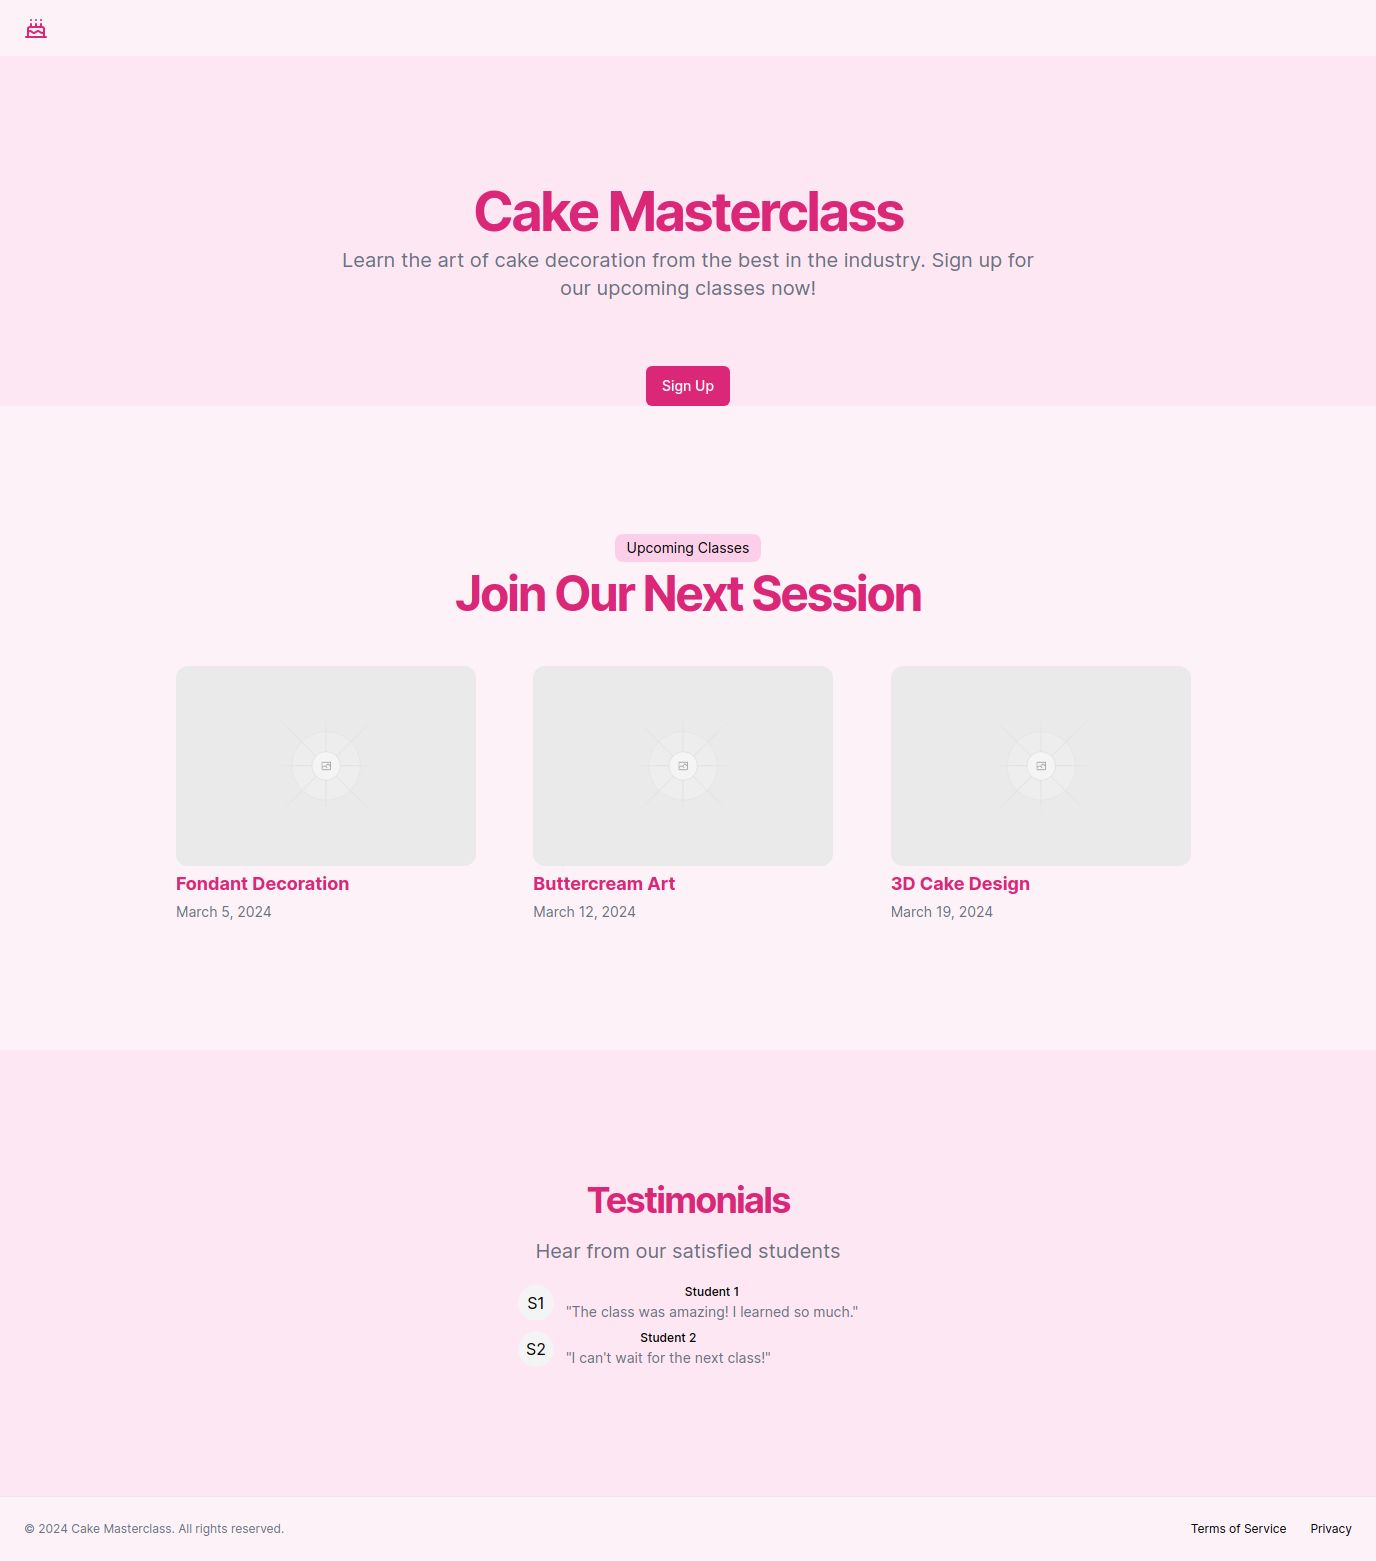 Cake Masterclass
Learn the art of cake decoration from the best in the industry. Sign up for
our upcoming classes now!
Sign Up
Upcoming Classes
Join Our Next Session
Fondant Decoration
March 5, 2024
Buttercream Art
March 12, 2024
3D Cake Design
March 19, 2024
Testimonials
Hear from our satisfied students
S1
Student 1
"The class was amazing! I learned so much."
S2
Student 2
"I can't wait for the next class!"
© 2024 Cake Masterclass. All rights reserved.
Terms of Service
Privacy